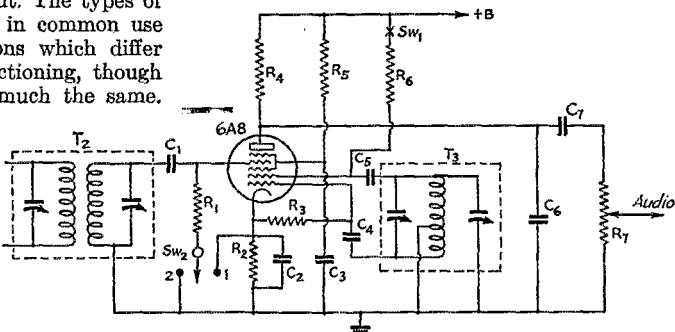 ut. The types of
in common use
ons which differ
ctioning, though
much the same.
+B
Sw1
R4
R5
R6
6A8
C7
T2
C1
C5
T3
R1
R3
C4
C6
Audio
R7
Sw2
R2
2
1
C2
C3